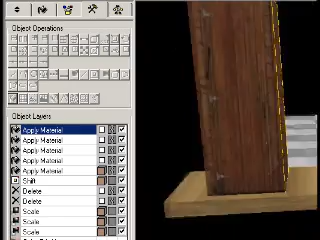 Object Operations
Object Layers
Apply Material
Apply Material
Apply Material
Apply Material
Apply Material
Shift
Delete
Delete
Scale
Scale
Scale